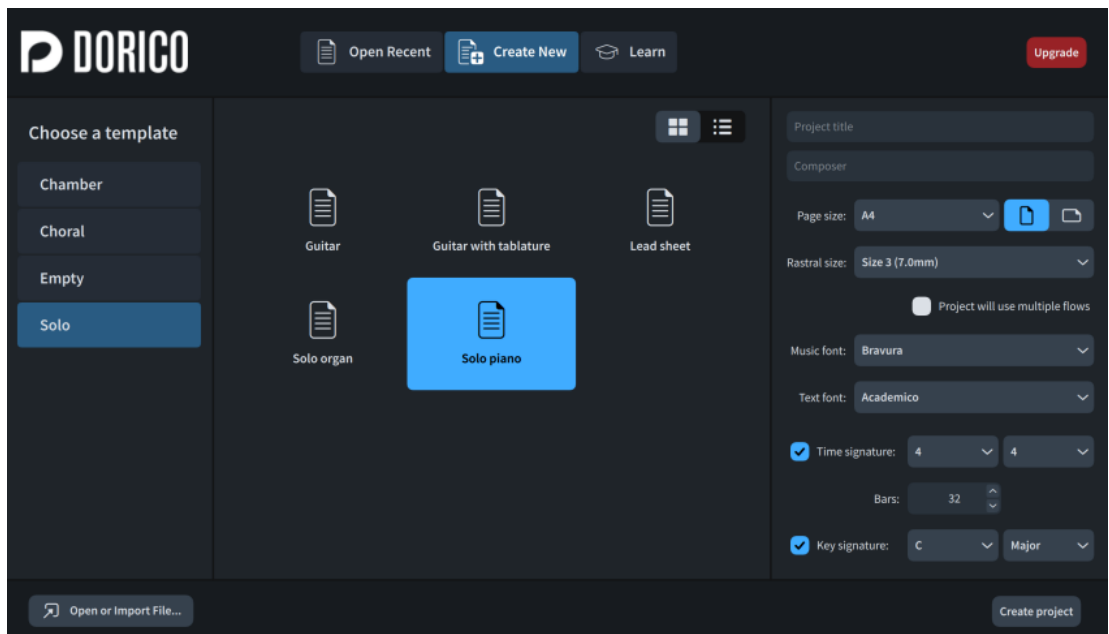 DORICO
Open Recent
Create New
Learn
Upgrade
Choose a template
Chamber
Choral
Empty
Solo
Guitar
Guitar with tablature
Lead sheet
Solo organ
Solo piano
Project title
Composer
Page size: A4
Rastral size: Size 3 (7.0mm)
Project will use multiple flows
Music font: Bravura
Text font: Academico
Time signature: 4 4
Bars: 32
Key signature: C Major
Open or Import File...
Create project